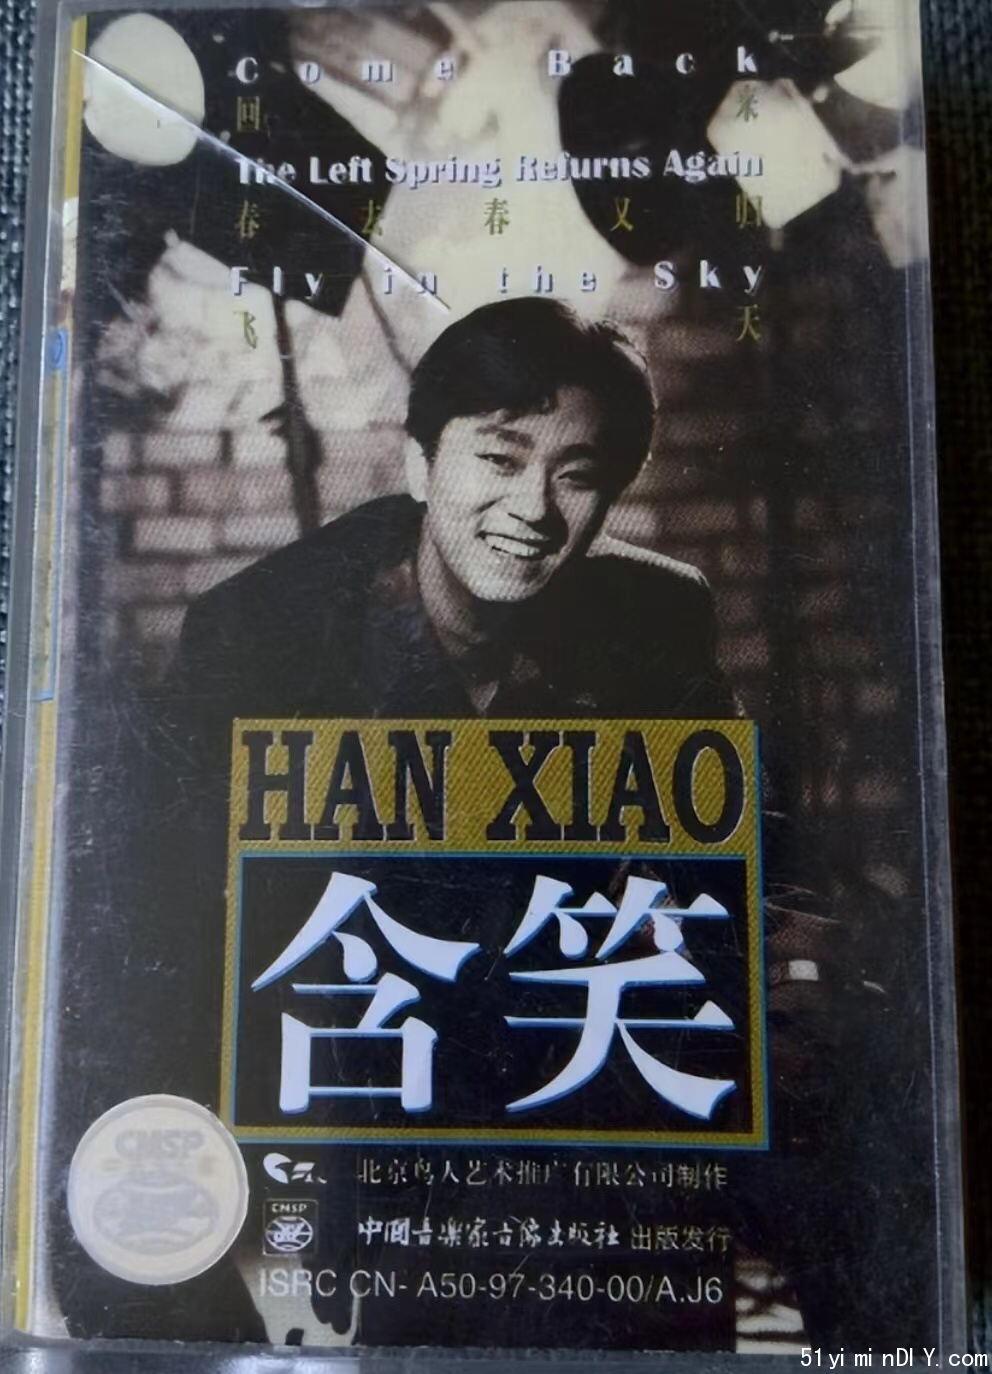 Come Back
回来
The Left Spring Returns Again
春去春又归
Fly in the Sky
飞天
HAN XIAO
含笑
CMSP
北京鸟人艺术推广有限公司制作
CMSP
中国音乐家音像出版社 出版发行
ISRC CN- A50-97-340-00/A.J6
51yiminDIY.com